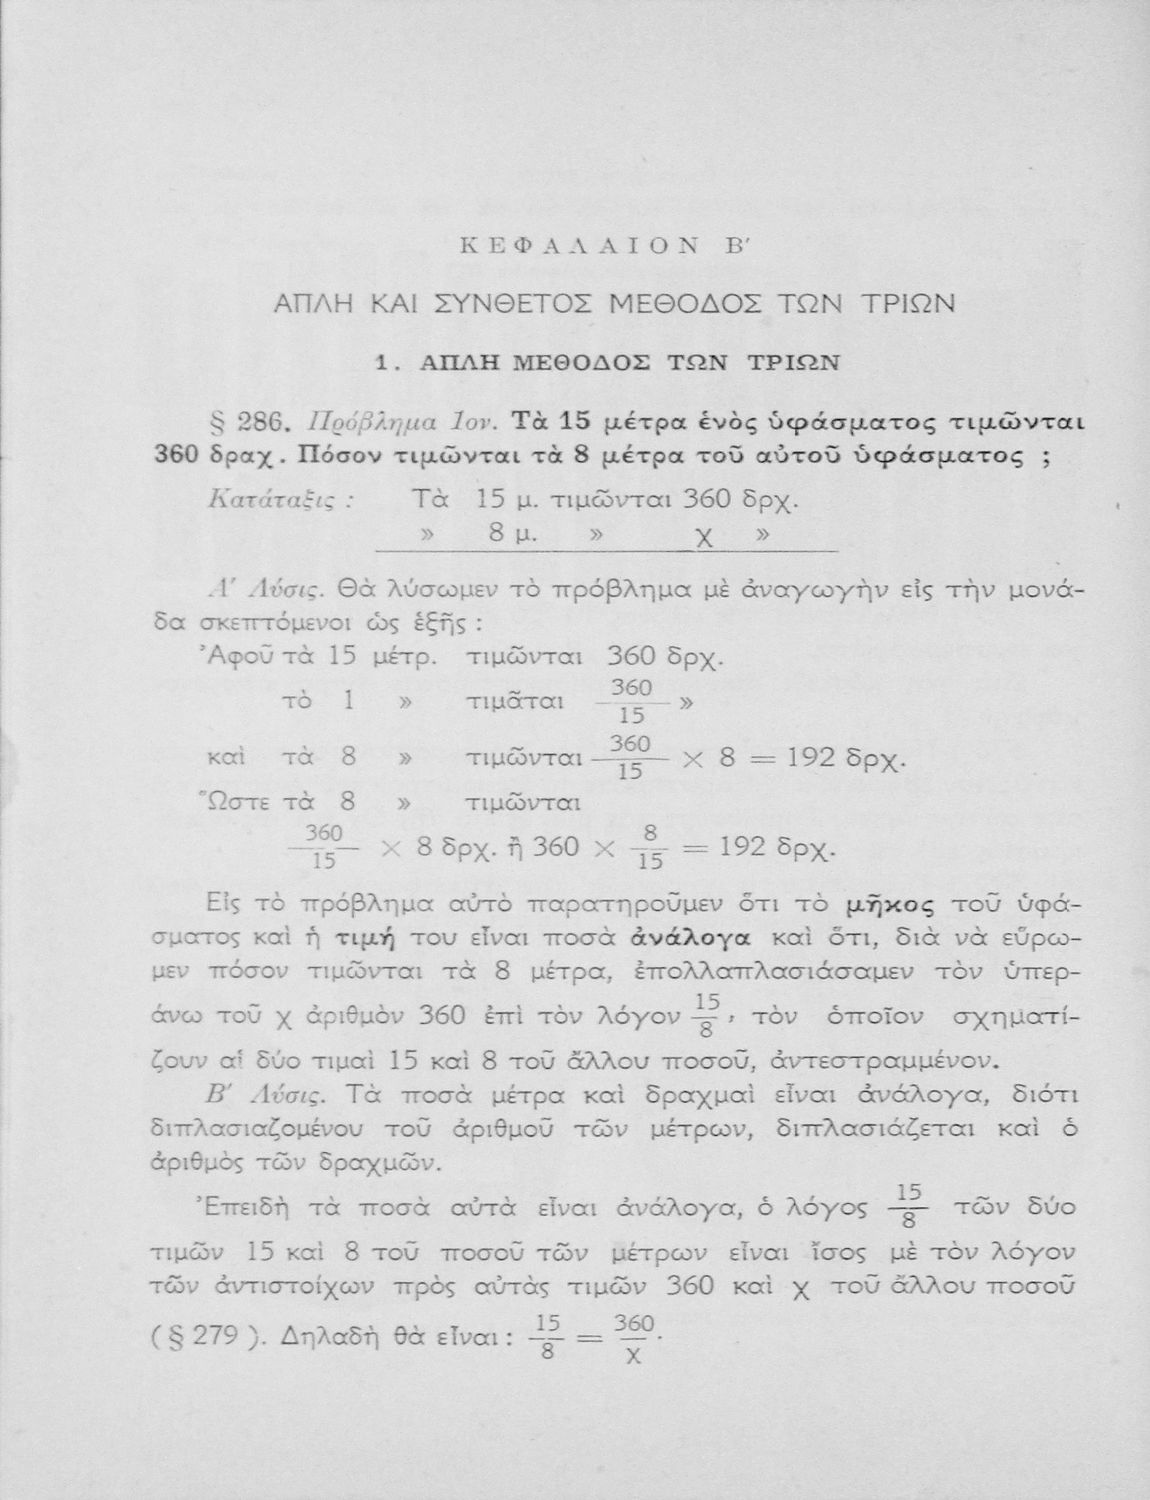 ΚΕΦΑΛΑΙΟΝ Β′
ΑΠΛΗ ΚΑΙ ΣΥΝΘΕΤΟΣ ΜΕΘΟΔΟΣ ΤΩΝ ΤΡΙΩΝ
1. ΑΠΛΗ ΜΕΘΟΔΟΣ ΤΩΝ ΤΡΙΩΝ
§ 286. Πρόβλημα 1ον. Τὰ 15 μέτρα ἑνὸς ὑφάσματος τιμῶνται
360 δραχ. Πόσον τιμῶνται τὰ 8 μέτρα τοῦ αὐτοῦ ὑφάσματος ;
Κατάταξις : Τὰ 15 μ. τιμῶνται 360 δρχ.
» 8 μ. » χ »
Α′ Λύσις. Θὰ λύσωμεν τὸ πρόβλημα μὲ ἀναγωγὴν εἰς τὴν μονά-
δα σκεπτόμενοι ὡς ἑξῆς :
Ἀφοῦ τὰ 15 μέτρ. τιμῶνται 360 δρχ.
τὸ 1 » τιμᾶται 360/15 »
καὶ τὰ 8 » τιμῶνται 360/15 × 8 = 192 δρχ.
Ὥστε τὰ 8 » τιμῶνται
360/15 × 8 δρχ. ἢ 360 × 8/15 = 192 δρχ.
Εἰς τὸ πρόβλημα αὐτὸ παρατηροῦμεν ὅτι τὸ μῆκος τοῦ ὑφά-
σματος καὶ ἡ τιμή του εἶναι ποσὰ ἀνάλογα καὶ ὅτι, διὰ νὰ εὕρω-
μεν πόσον τιμῶνται τὰ 8 μέτρα, ἐπολλαπλασιάσαμεν τὸν ὑπερ-
άνω τοῦ χ ἀριθμὸν 360 ἐπὶ τὸν λόγον 15/8, τὸν ὁποῖον σχηματί-
ζουν αἱ δύο τιμαὶ 15 καὶ 8 τοῦ ἄλλου ποσοῦ, ἀντεστραμμένον.
Β′ Λύσις. Τὰ ποσὰ μέτρα καὶ δραχμαὶ εἶναι ἀνάλογα, διότι
διπλασιαζομένου τοῦ ἀριθμοῦ τῶν μέτρων, διπλασιάζεται καὶ ὁ
ἀριθμὸς τῶν δραχμῶν.
Ἐπειδὴ τὰ ποσὰ αὐτὰ εἶναι ἀνάλογα, ὁ λόγος 15/8 τῶν δύο
τιμῶν 15 καὶ 8 τοῦ ποσοῦ τῶν μέτρων εἶναι ἴσος μὲ τὸν λόγον
τῶν ἀντιστοίχων πρὸς αὐτὰς τιμῶν 360 καὶ χ τοῦ ἄλλου ποσοῦ
( § 279 ). Δηλαδὴ θὰ εἶναι : 15/8 = 360/χ.